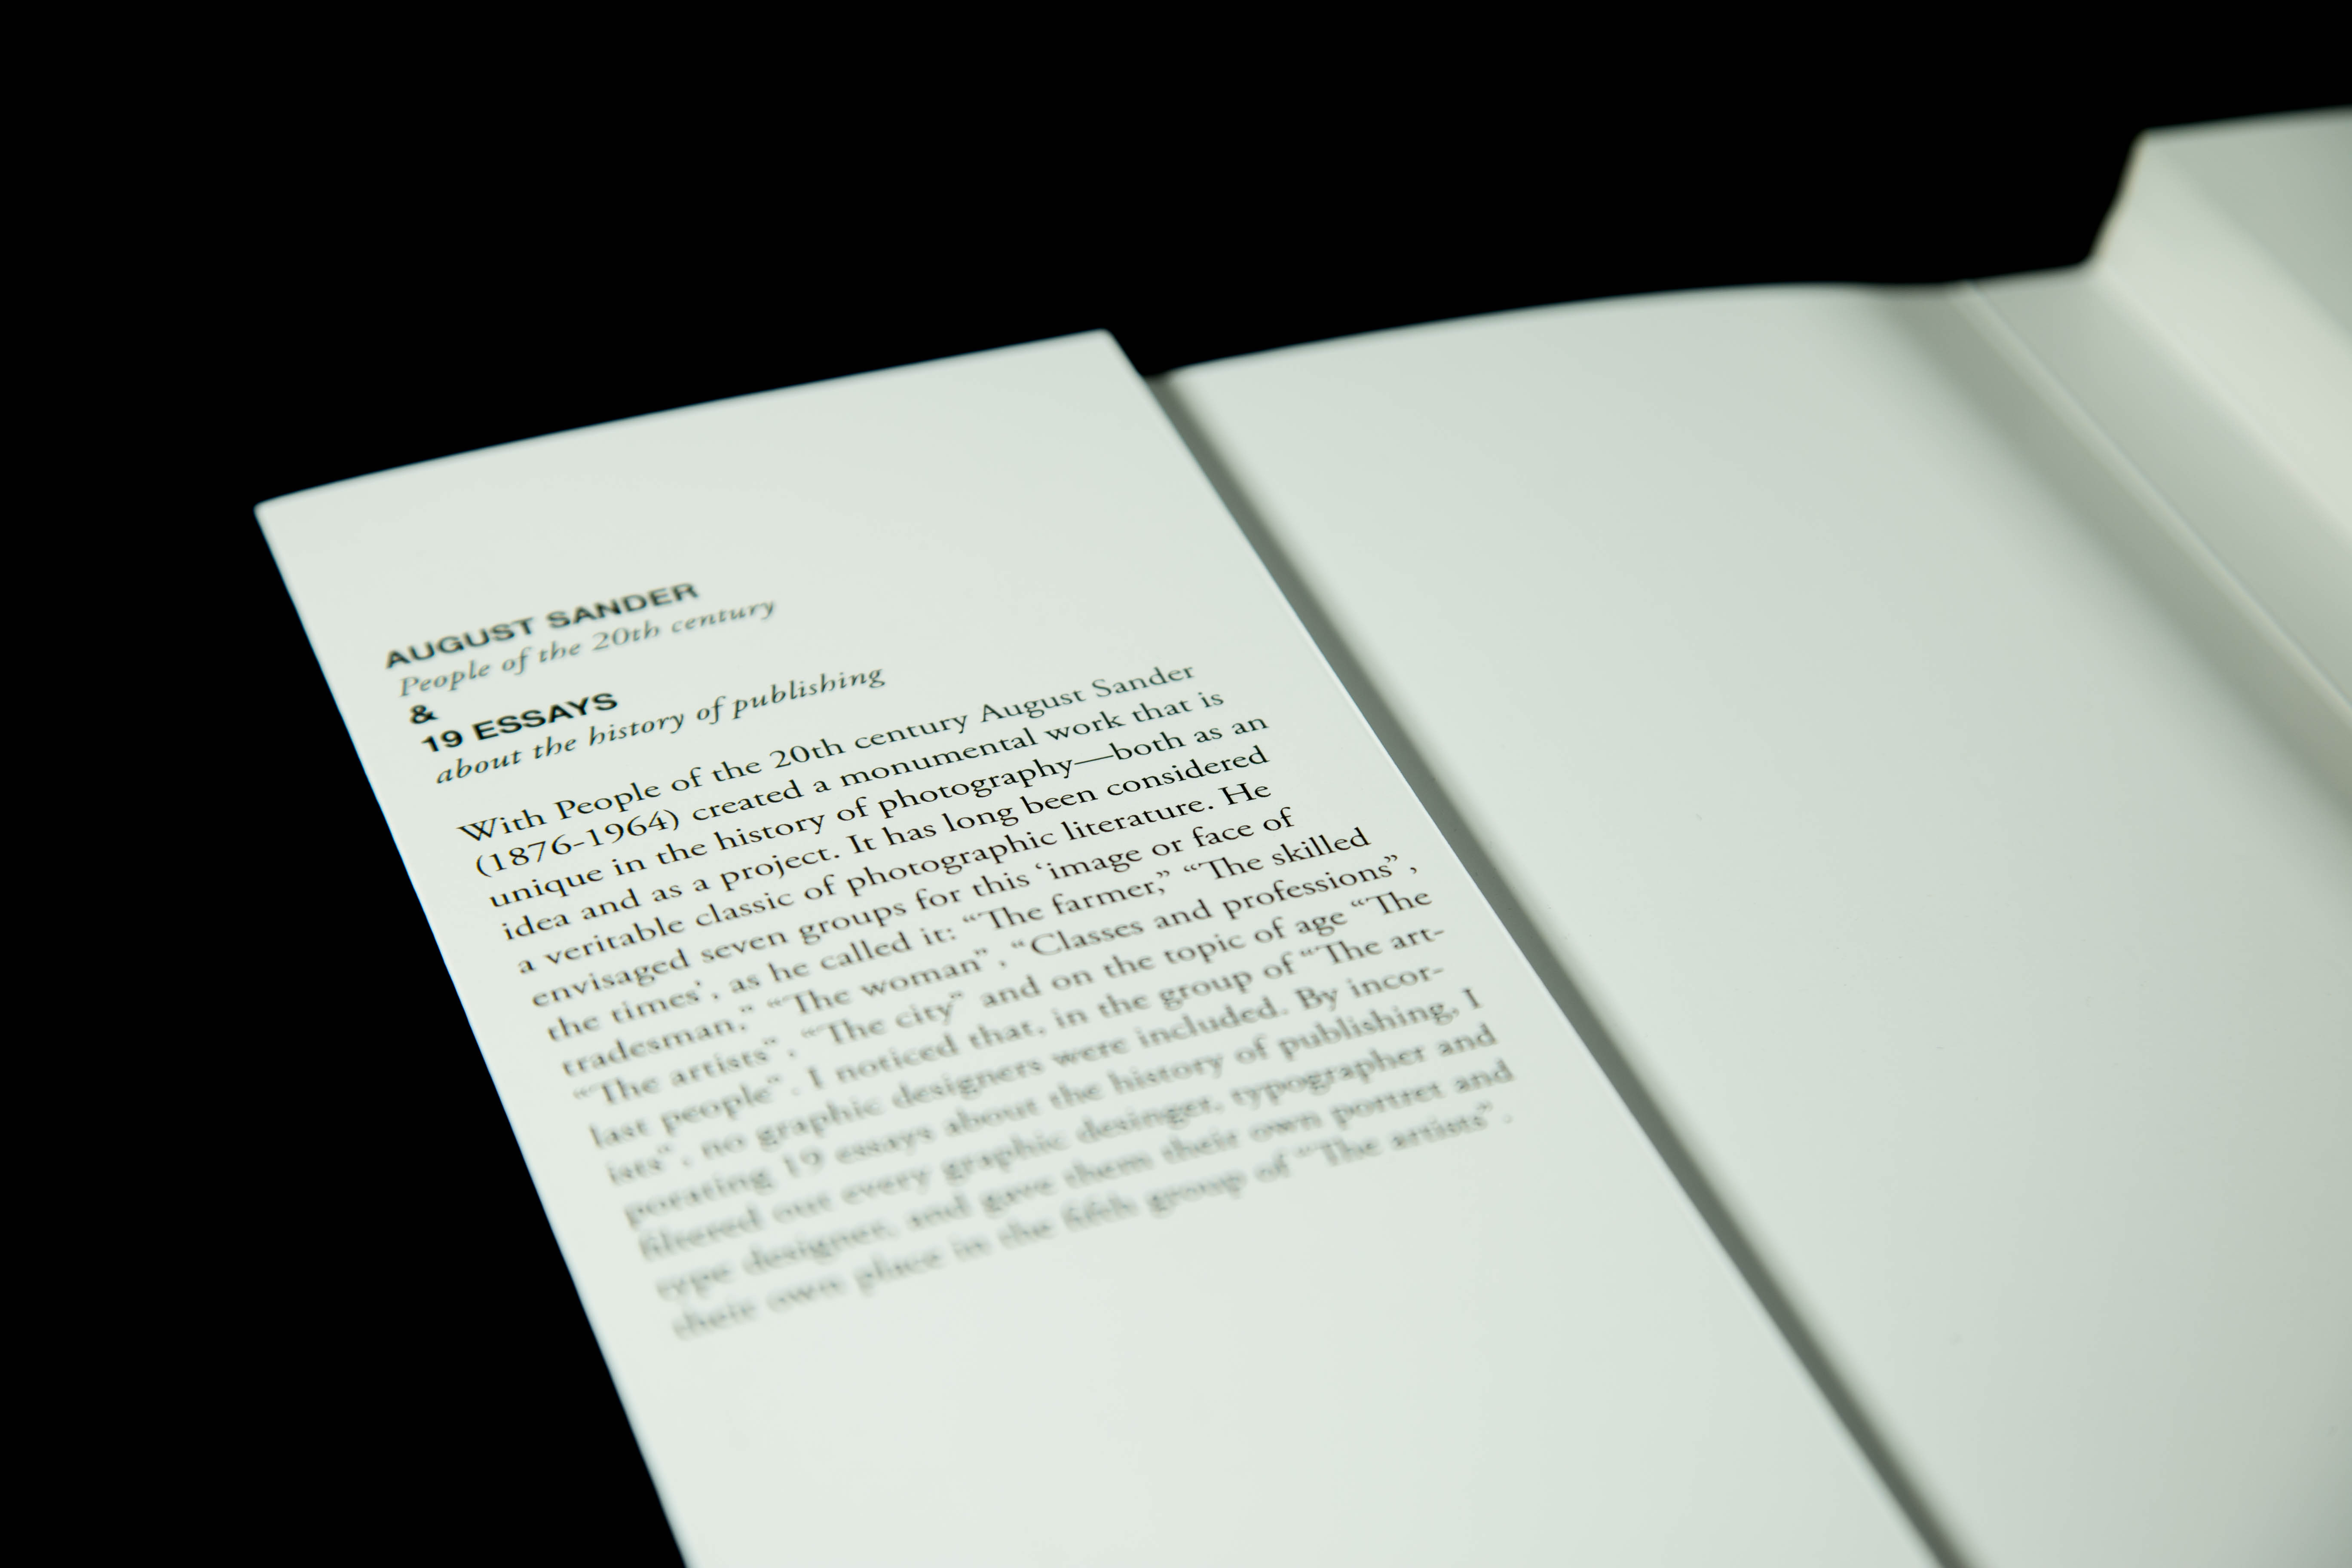 AUGUST SANDER
People of the 20th century
&
19 ESSAYS
about the history of publishing
With People of the 20th century August Sander
(1876-1964) created a monumental work that is
unique in the history of photography—both as an
idea and as a project. It has long been considered
a veritable classic of photographic literature. He
envisaged seven groups for this ‘image or face of
the times’, as he called it: “The farmer,” “The skilled
tradesman,” “The woman”, “Classes and professions”,
“The artists”, “The city” and on the topic of age “The
last people”. I noticed that, in the group of “The art-
ists”, no graphic designers were included. By incor-
porating 19 essays about the history of publishing, I
filtered out every graphic desinger, typographer and
type designer, and gave them their own portret and
their own place in the fifth group of “The artists”.